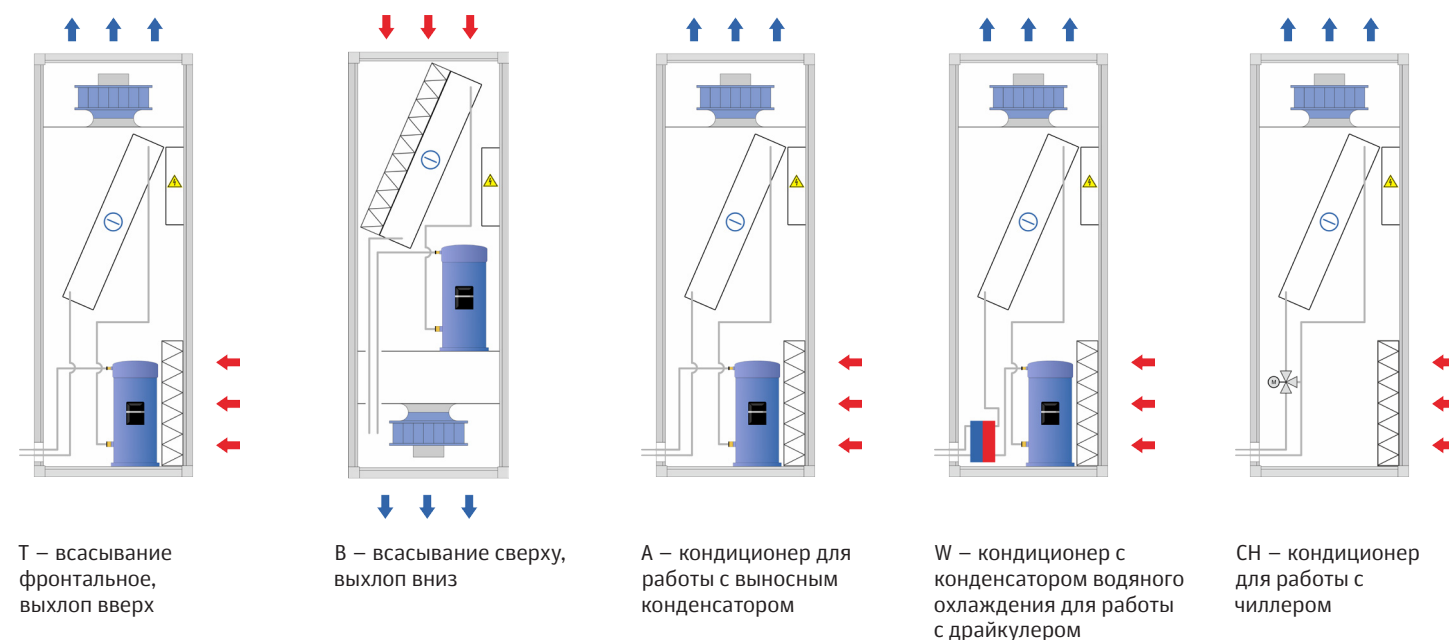 T – всасывание
фронтальное,
выхлоп вверх
B – всасывание сверху,
выхлоп вниз
A – кондиционер для
работы с выносным
конденсатором
W – кондиционер с
конденсатором водяного
охлаждения для работы
с драйкулером
M
CH – кондиционер
для работы с
чиллером